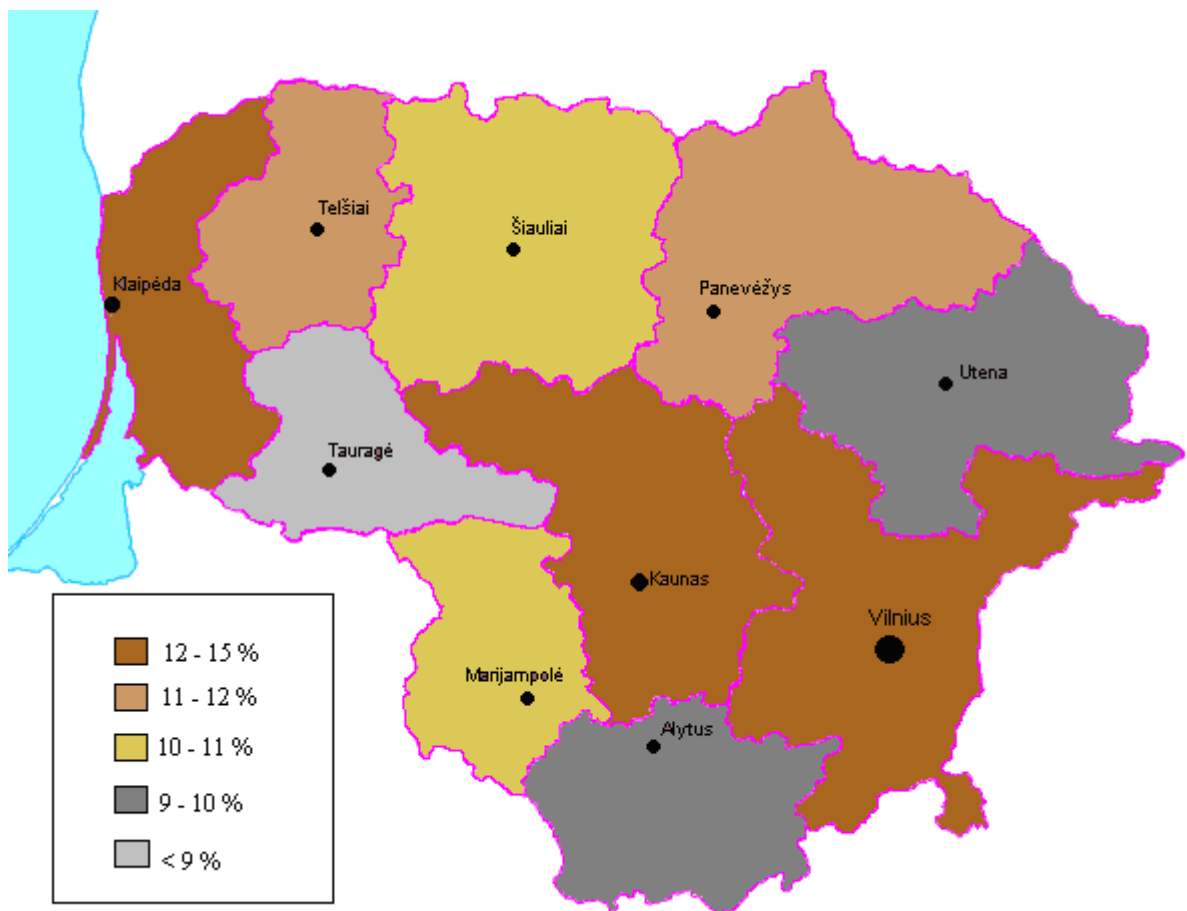 Telšiai
Šiauliai
Klaipėda
Panevėžys
Utena
Tauragė
Kaunas
Vilnius
Marijampolė
Alytus
12 - 15 %
11 - 12 %
10 - 11 %
9 - 10 %
< 9 %